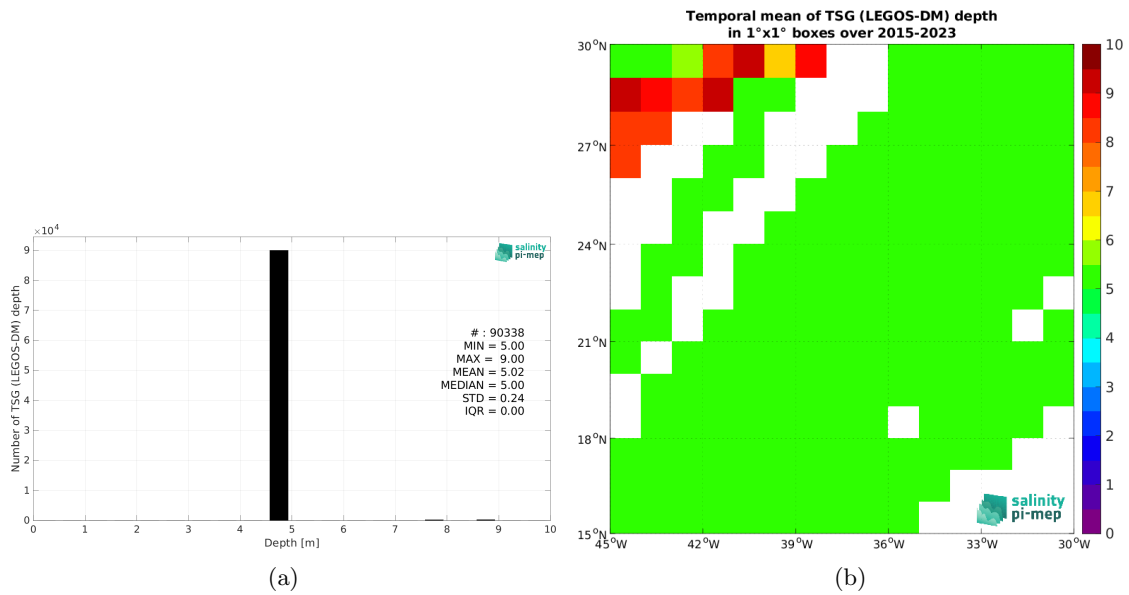 ×10⁴
9
8
7
6
5
4
3
2
1
0
Number of TSG (LEGOS-DM) depth
salinity
pi-mep
# : 90338
MIN = 5.00
MAX = 9.00
MEAN = 5.02
MEDIAN = 5.00
STD = 0.24
IQR = 0.00
0 1 2 3 4 5 6 7 8 9 10
Depth [m]
(a)
Temporal mean of TSG (LEGOS-DM) depth
in 1°x1° boxes over 2015-2023
30°N
27°N
24°N
21°N
18°N
15°N
45°W 42°W 39°W 36°W 33°W 30°W
salinity
pi-mep
10
9
8
7
6
5
4
3
2
1
0
(b)